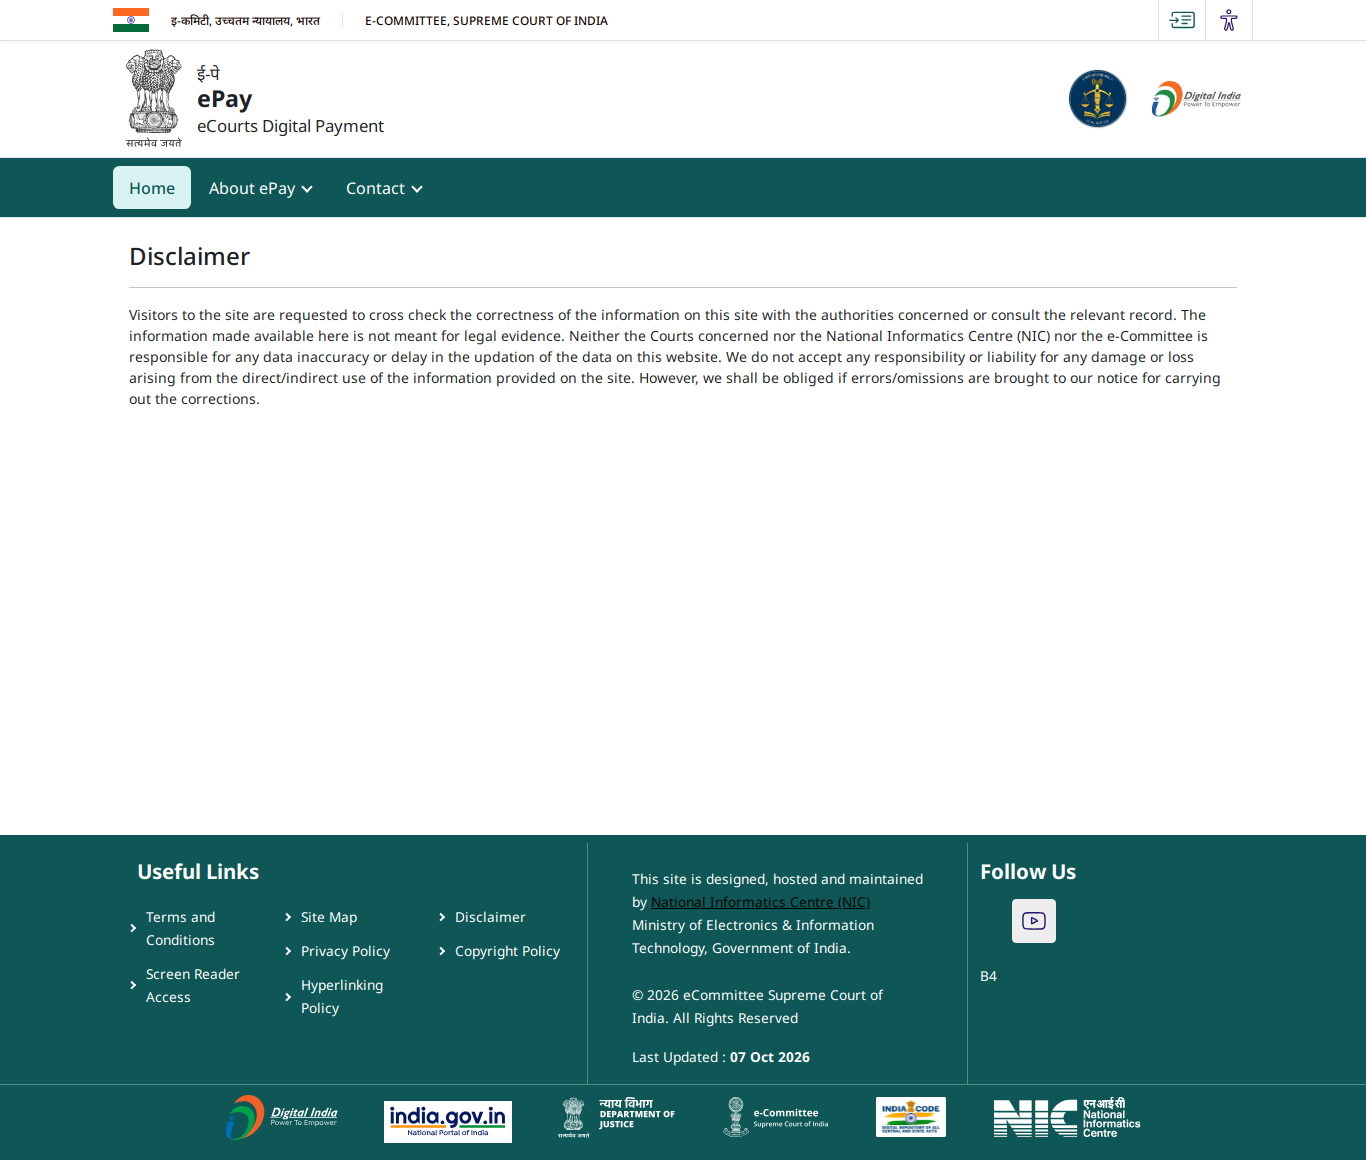 इ-कमिटी, उच्चतम न्यायालय, भारत
E-COMMITTEE, SUPREME COURT OF INDIA
सत्यमेव जयते
ई-पे
ePay
eCourts Digital Payment
Digital India
Power To Empower
Home
About ePay
Contact
Disclaimer
Visitors to the site are requested to cross check the correctness of the information on this site with the authorities concerned or consult the relevant record. The
information made available here is not meant for legal evidence. Neither the Courts concerned nor the National Informatics Centre (NIC) nor the e-Committee is
responsible for any data inaccuracy or delay in the updation of the data on this website. We do not accept any responsibility or liability for any damage or loss
arising from the direct/indirect use of the information provided on the site. However, we shall be obliged if errors/omissions are brought to our notice for carrying
out the corrections.
Useful Links
Terms and
Conditions
Screen Reader
Access
Site Map
Privacy Policy
Hyperlinking
Policy
Disclaimer
Copyright Policy
This site is designed, hosted and maintained
by National Informatics Centre (NIC)
Ministry of Electronics & Information
Technology, Government of India.
© 2026 eCommittee Supreme Court of
India. All Rights Reserved
Last Updated : 07 Oct 2026
Follow Us
B4
Digital India
Power To Empower
india.gov.in
National Portal of India
सत्यमेव जयते
न्याय विभाग
DEPARTMENT OF
JUSTICE
e-Committee
Supreme Court of India
INDIA CODE
DIGITAL REPOSITORY OF ALL
CENTRAL AND STATE ACTS
NIC
एनआईसी
National
Informatics
Centre